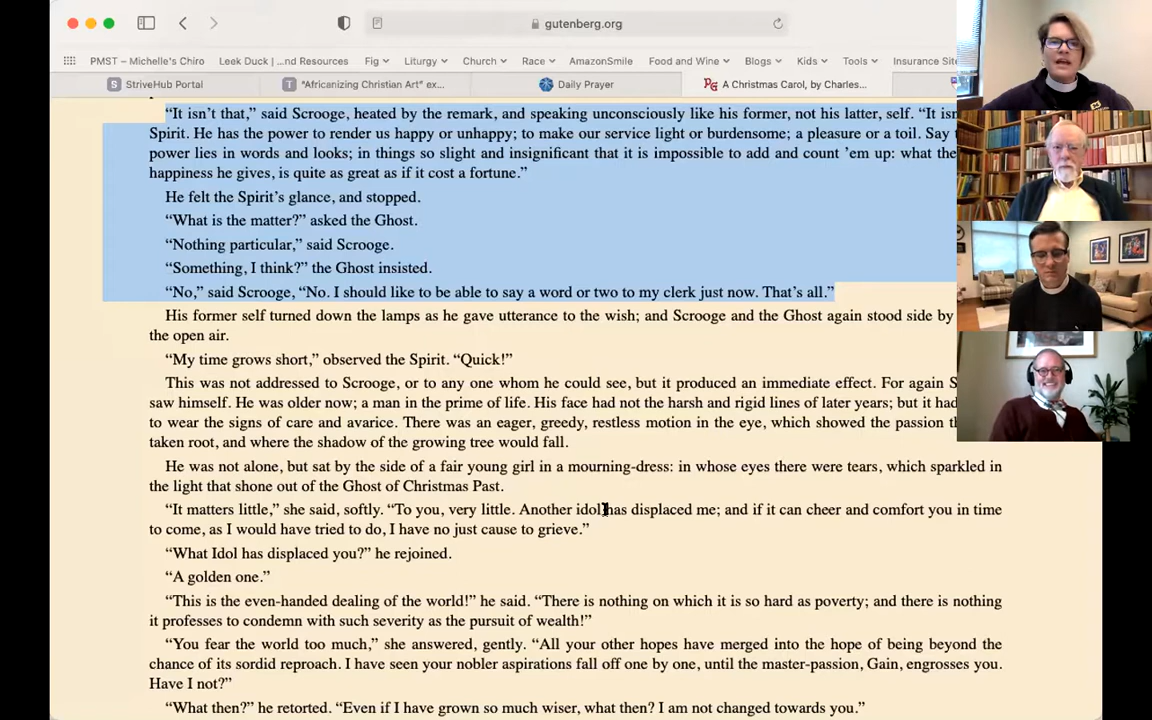 gutenberg.org
PMST – Michelle's Chiro Leek Duck | ...nd Research Fig Liturgy Church Race AmazonSmile Food and Wine Blogs Kids Tools Insurance Site
StriveHub Portal "Africanizing Christian Art" ex... Daily Prayer A Christmas Carol, by Charles...
“It isn’t that,” said Scrooge, heated by the remark, and speaking unconsciously like his former, not his latter, self. “It isn
Spirit. He has the power to render us happy or unhappy; to make our service light or burdensome; a pleasure or a toil. Say t
power lies in words and looks; in things so slight and insignificant that it is impossible to add and count ’em up: what the
happiness he gives, is quite as great as if it cost a fortune.”
He felt the Spirit’s glance, and stopped.
“What is the matter?” asked the Ghost.
“Nothing particular,” said Scrooge.
“Something, I think?” the Ghost insisted.
“No,” said Scrooge, “No. I should like to be able to say a word or two to my clerk just now. That’s all.”
His former self turned down the lamps as he gave utterance to the wish; and Scrooge and the Ghost again stood side by
the open air.
“My time grows short,” observed the Spirit. “Quick!”
This was not addressed to Scrooge, or to any one whom he could see, but it produced an immediate effect. For again S
saw himself. He was older now; a man in the prime of life. His face had not the harsh and rigid lines of later years; but it had
to wear the signs of care and avarice. There was an eager, greedy, restless motion in the eye, which showed the passion th
taken root, and where the shadow of the growing tree would fall.
He was not alone, but sat by the side of a fair young girl in a mourning-dress: in whose eyes there were tears, which sparkled in
the light that shone out of the Ghost of Christmas Past.
“It matters little,” she said, softly. “To you, very little. Another idol has displaced me; and if it can cheer and comfort you in time
to come, as I would have tried to do, I have no just cause to grieve.”
“What Idol has displaced you?” he rejoined.
“A golden one.”
“This is the even-handed dealing of the world!” he said. “There is nothing on which it is so hard as poverty; and there is nothing
it professes to condemn with such severity as the pursuit of wealth!”
“You fear the world too much,” she answered, gently. “All your other hopes have merged into the hope of being beyond the
chance of its sordid reproach. I have seen your nobler aspirations fall off one by one, until the master-passion, Gain, engrosses you.
Have I not?”
“What then?” he retorted. “Even if I have grown so much wiser, what then? I am not changed towards you.”